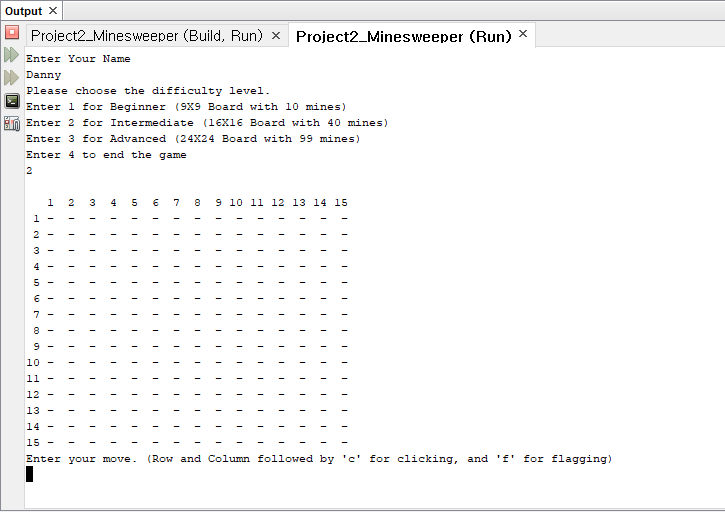 Output ×
Project2_Minesweeper (Build, Run) × Project2_Minesweeper (Run) ×
Enter Your Name
Danny
Please choose the difficulty level.
Enter 1 for Beginner (9X9 Board with 10 mines)
Enter 2 for Intermediate (16X16 Board with 40 mines)
Enter 3 for Advanced (24X24 Board with 99 mines)
Enter 4 to end the game
2
1 2 3 4 5 6 7 8 9 10 11 12 13 14 15
1 - - - - - - - - - - - - - - -
2 - - - - - - - - - - - - - - -
3 - - - - - - - - - - - - - - -
4 - - - - - - - - - - - - - - -
5 - - - - - - - - - - - - - - -
6 - - - - - - - - - - - - - - -
7 - - - - - - - - - - - - - - -
8 - - - - - - - - - - - - - - -
9 - - - - - - - - - - - - - - -
10 - - - - - - - - - - - - - - -
11 - - - - - - - - - - - - - - -
12 - - - - - - - - - - - - - - -
13 - - - - - - - - - - - - - - -
14 - - - - - - - - - - - - - - -
15 - - - - - - - - - - - - - - -
Enter your move. (Row and Column followed by 'c' for clicking, and 'f' for flagging)